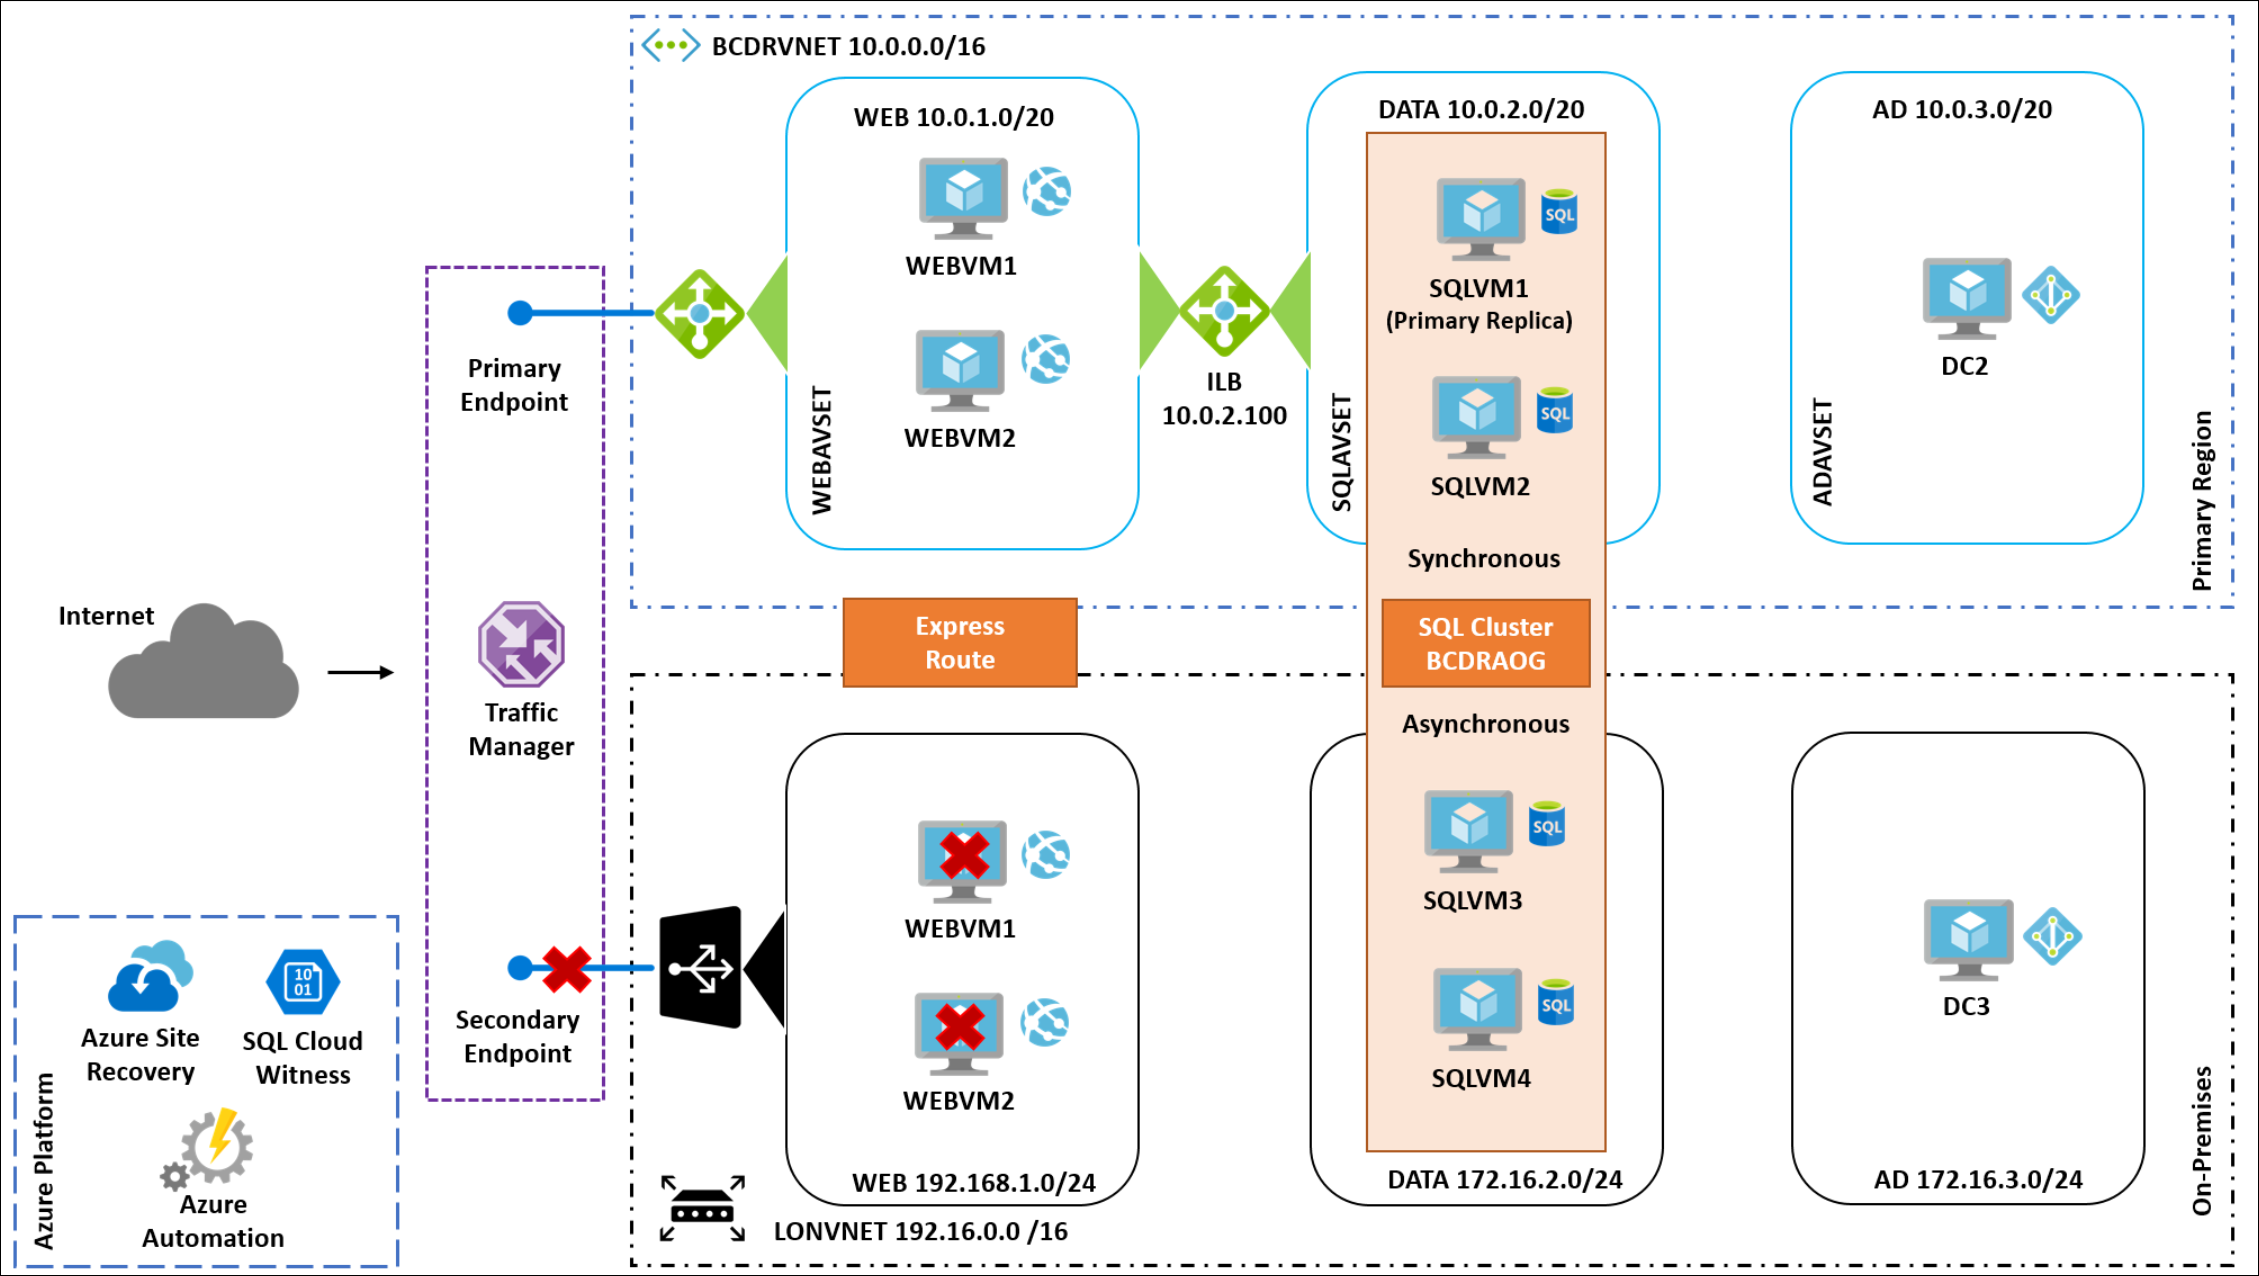 BCDRVNET 10.0.0.0/16
WEB 10.0.1.0/20
WEBVM1
WEBVM2
WEBAVSET
ILB
10.0.2.100
DATA 10.0.2.0/20
SQL
SQLVM1
(Primary Replica)
SQL
SQLVM2
SQLAVSET
Synchronous
AD 10.0.3.0/20
DC2
ADAVSET
Primary Region
Primary
Endpoint
Internet
Traffic
Manager
Express
Route
SQL Cluster
BCDRAOG
Asynchronous
Secondary
Endpoint
WEBVM1
WEBVM2
WEB 192.168.1.0/24
LONVNET 192.16.0.0 /16
SQL
SQLVM3
SQL
SQLVM4
DATA 172.16.2.0/24
DC3
AD 172.16.3.0/24
On-Premises
Azure Site
Recovery
10
01
SQL Cloud
Witness
Azure
Automation
Azure Platform